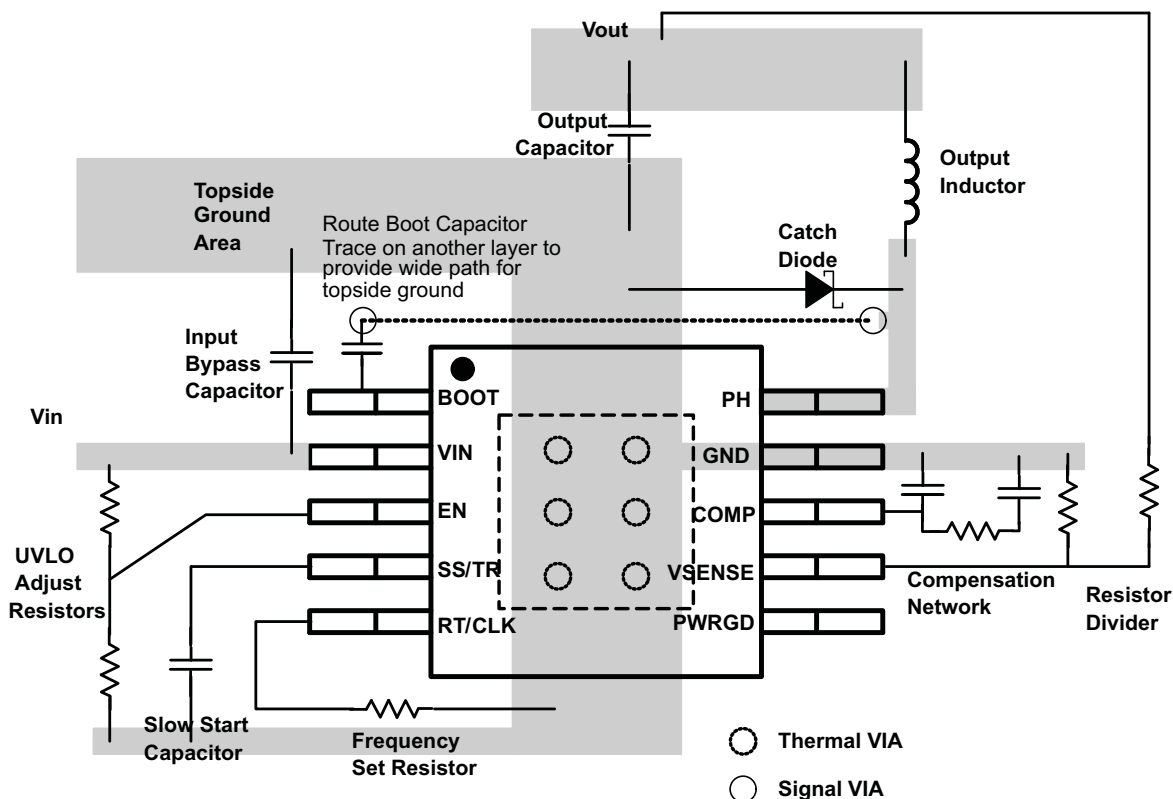 Vout
Output
Capacitor
Output
Inductor
Topside
Ground
Area
Route Boot Capacitor
Trace on another layer to
provide wide path for
topside ground
Catch
Diode
Input
Bypass
Capacitor
Vin
BOOT
VIN
EN
SS/TR
RT/CLK
PH
GND
COMP
VSENSE
PWRGD
UVLO
Adjust
Resistors
Compensation
Network
Resistor
Divider
Slow Start
Capacitor
Frequency
Set Resistor
Thermal VIA
Signal VIA